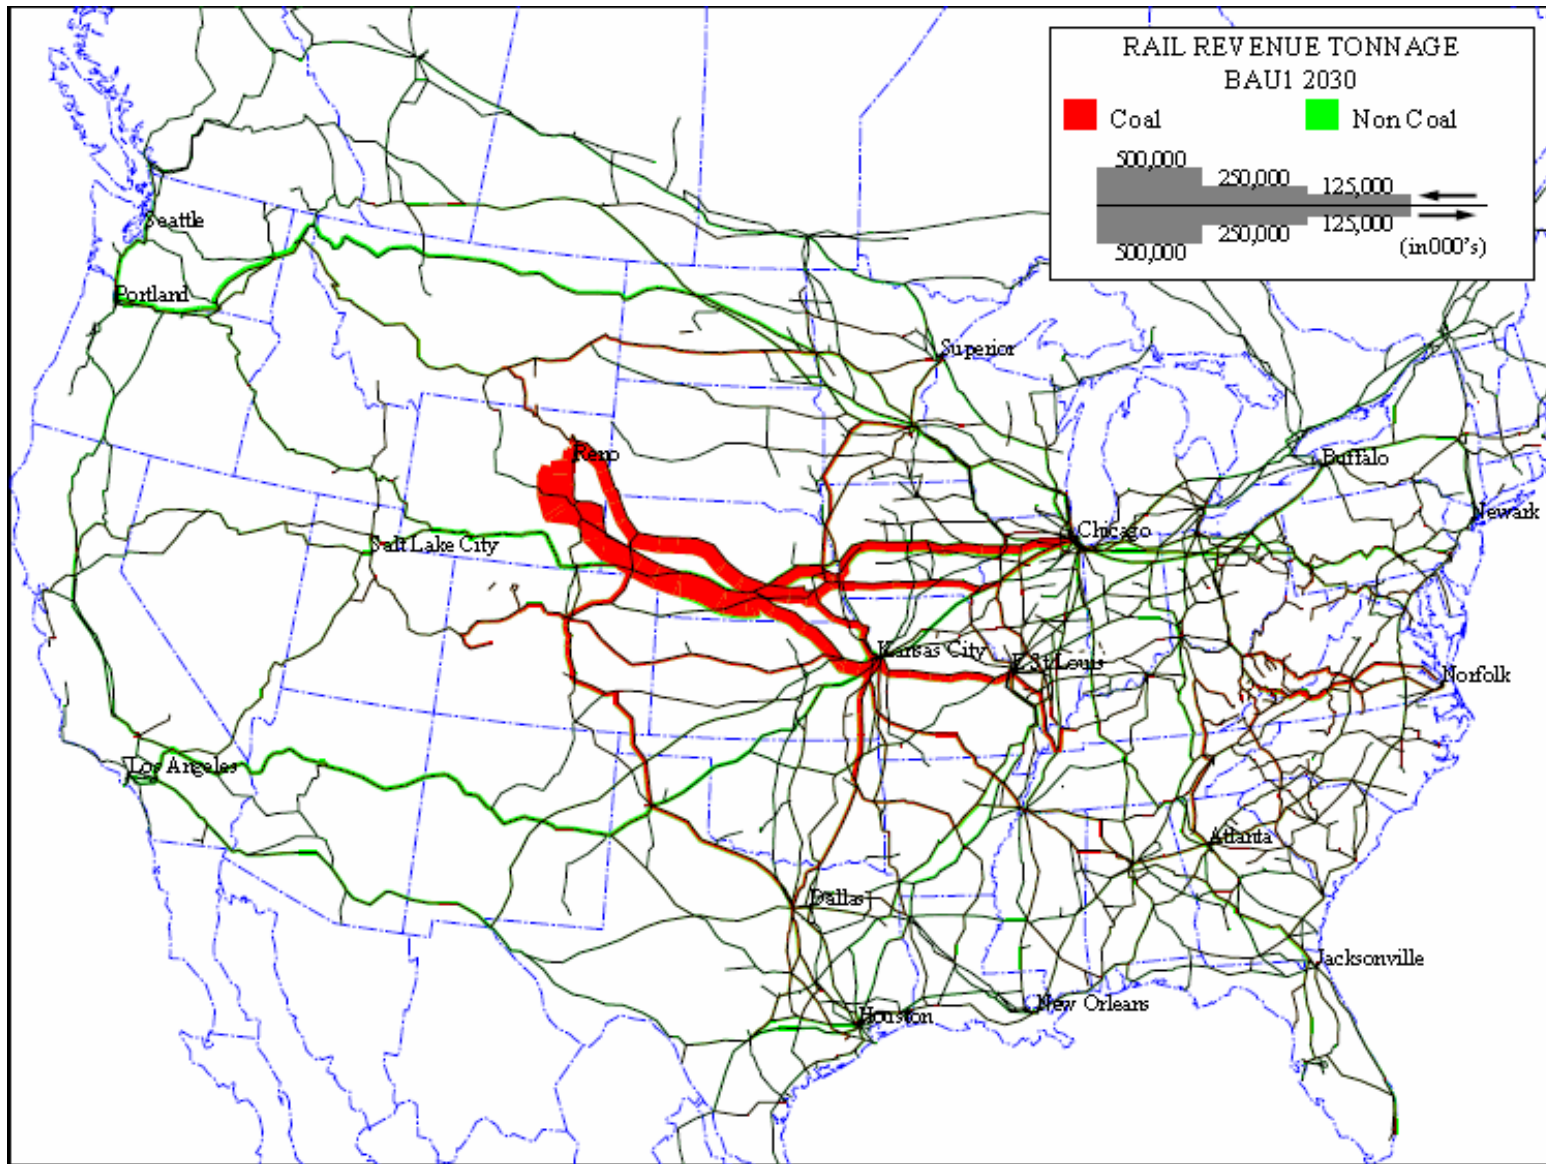 RAIL REVENUE TONNAGE
BAU1 2030
Coal
Non Coal
500,000
250,000
125,000
500,000
250,000
125,000
(in000's)
Seattle
Portland
Superior
Reno
Buffalo
Newark
Chicago
Salt Lake City
Kansas City
E St Louis
Norfolk
Los Angeles
Atlanta
Dallas
Jacksonville
New Orleans
Houston